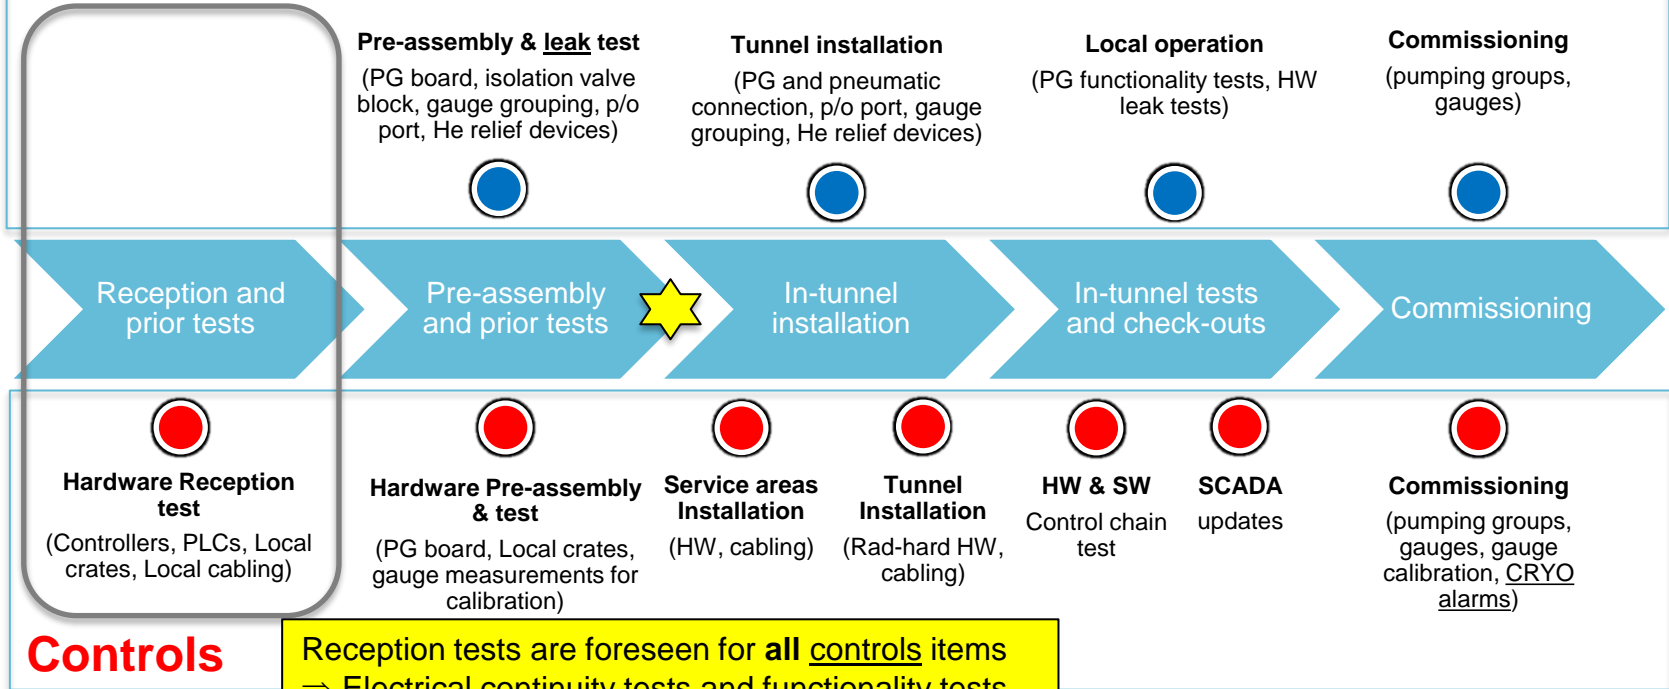 Pre-assembly & leak test
(PG board, isolation valve
block, gauge grouping, p/o
port, He relief devices)
Tunnel installation
(PG and pneumatic
connection, p/o port, gauge
grouping, He relief devices)
Local operation
(PG functionality tests, HW
leak tests)
Commissioning
(pumping groups,
gauges)
Reception and
prior tests
Pre-assembly
and prior tests
In-tunnel
installation
In-tunnel tests
and check-outs
Commissioning
Hardware Reception
test
(Controllers, PLCs, Local
crates, Local cabling)
Hardware Pre-assembly
& test
(PG board, Local crates,
gauge measurements for
calibration)
Service areas
Installation
(HW, cabling)
Tunnel
Installation
(Rad-hard HW,
cabling)
HW & SW
Control chain
test
SCADA
updates
Commissioning
(pumping groups,
gauges, gauge
calibration, CRYO
alarms)
Controls
Reception tests are foreseen for all controls items
⇒ Electrical continuity tests and functionality tests